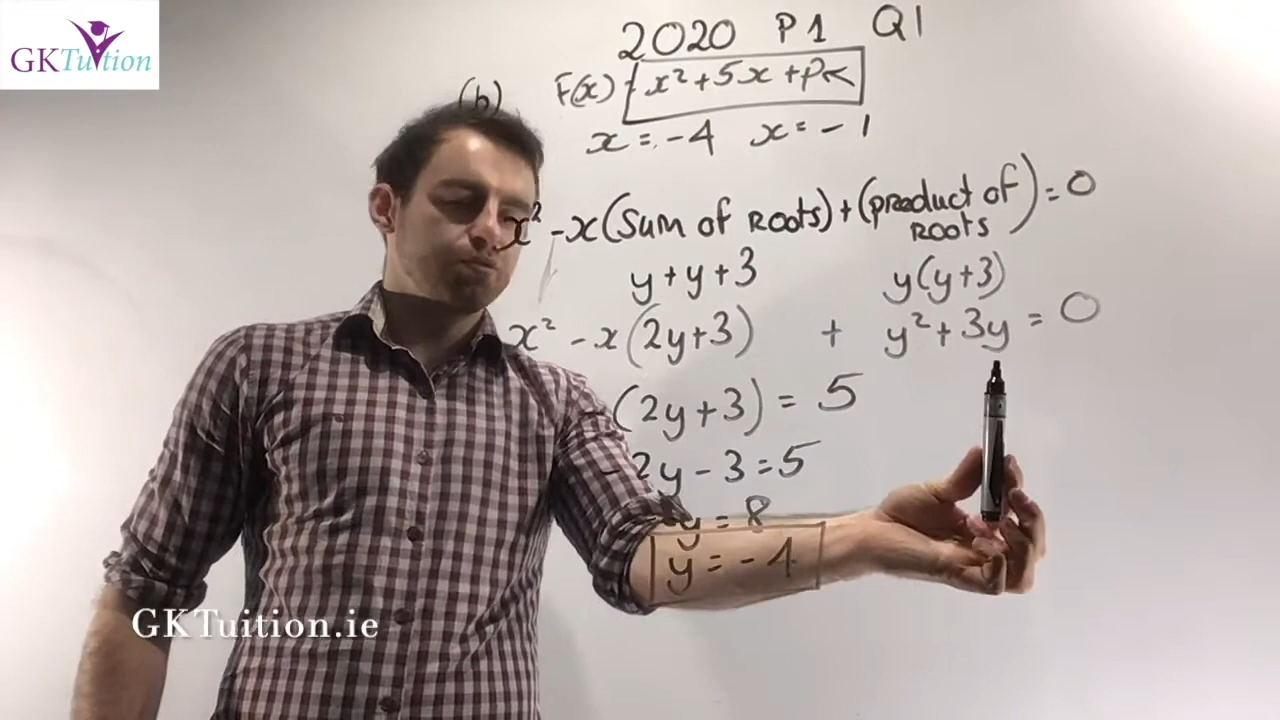 GKTuition
2020 P1 Q1
(b) F(x) = x² + 5x + p
x = -4 x = -1
x² - x(Sum of Roots) + (product of Roots) = 0
y + y + 3 y(y+3)
x² - x(2y+3) + y² + 3y = 0
(2y+3) = 5
-2y - 3 = 5
y = 8
y = -4
GKTuition.ie